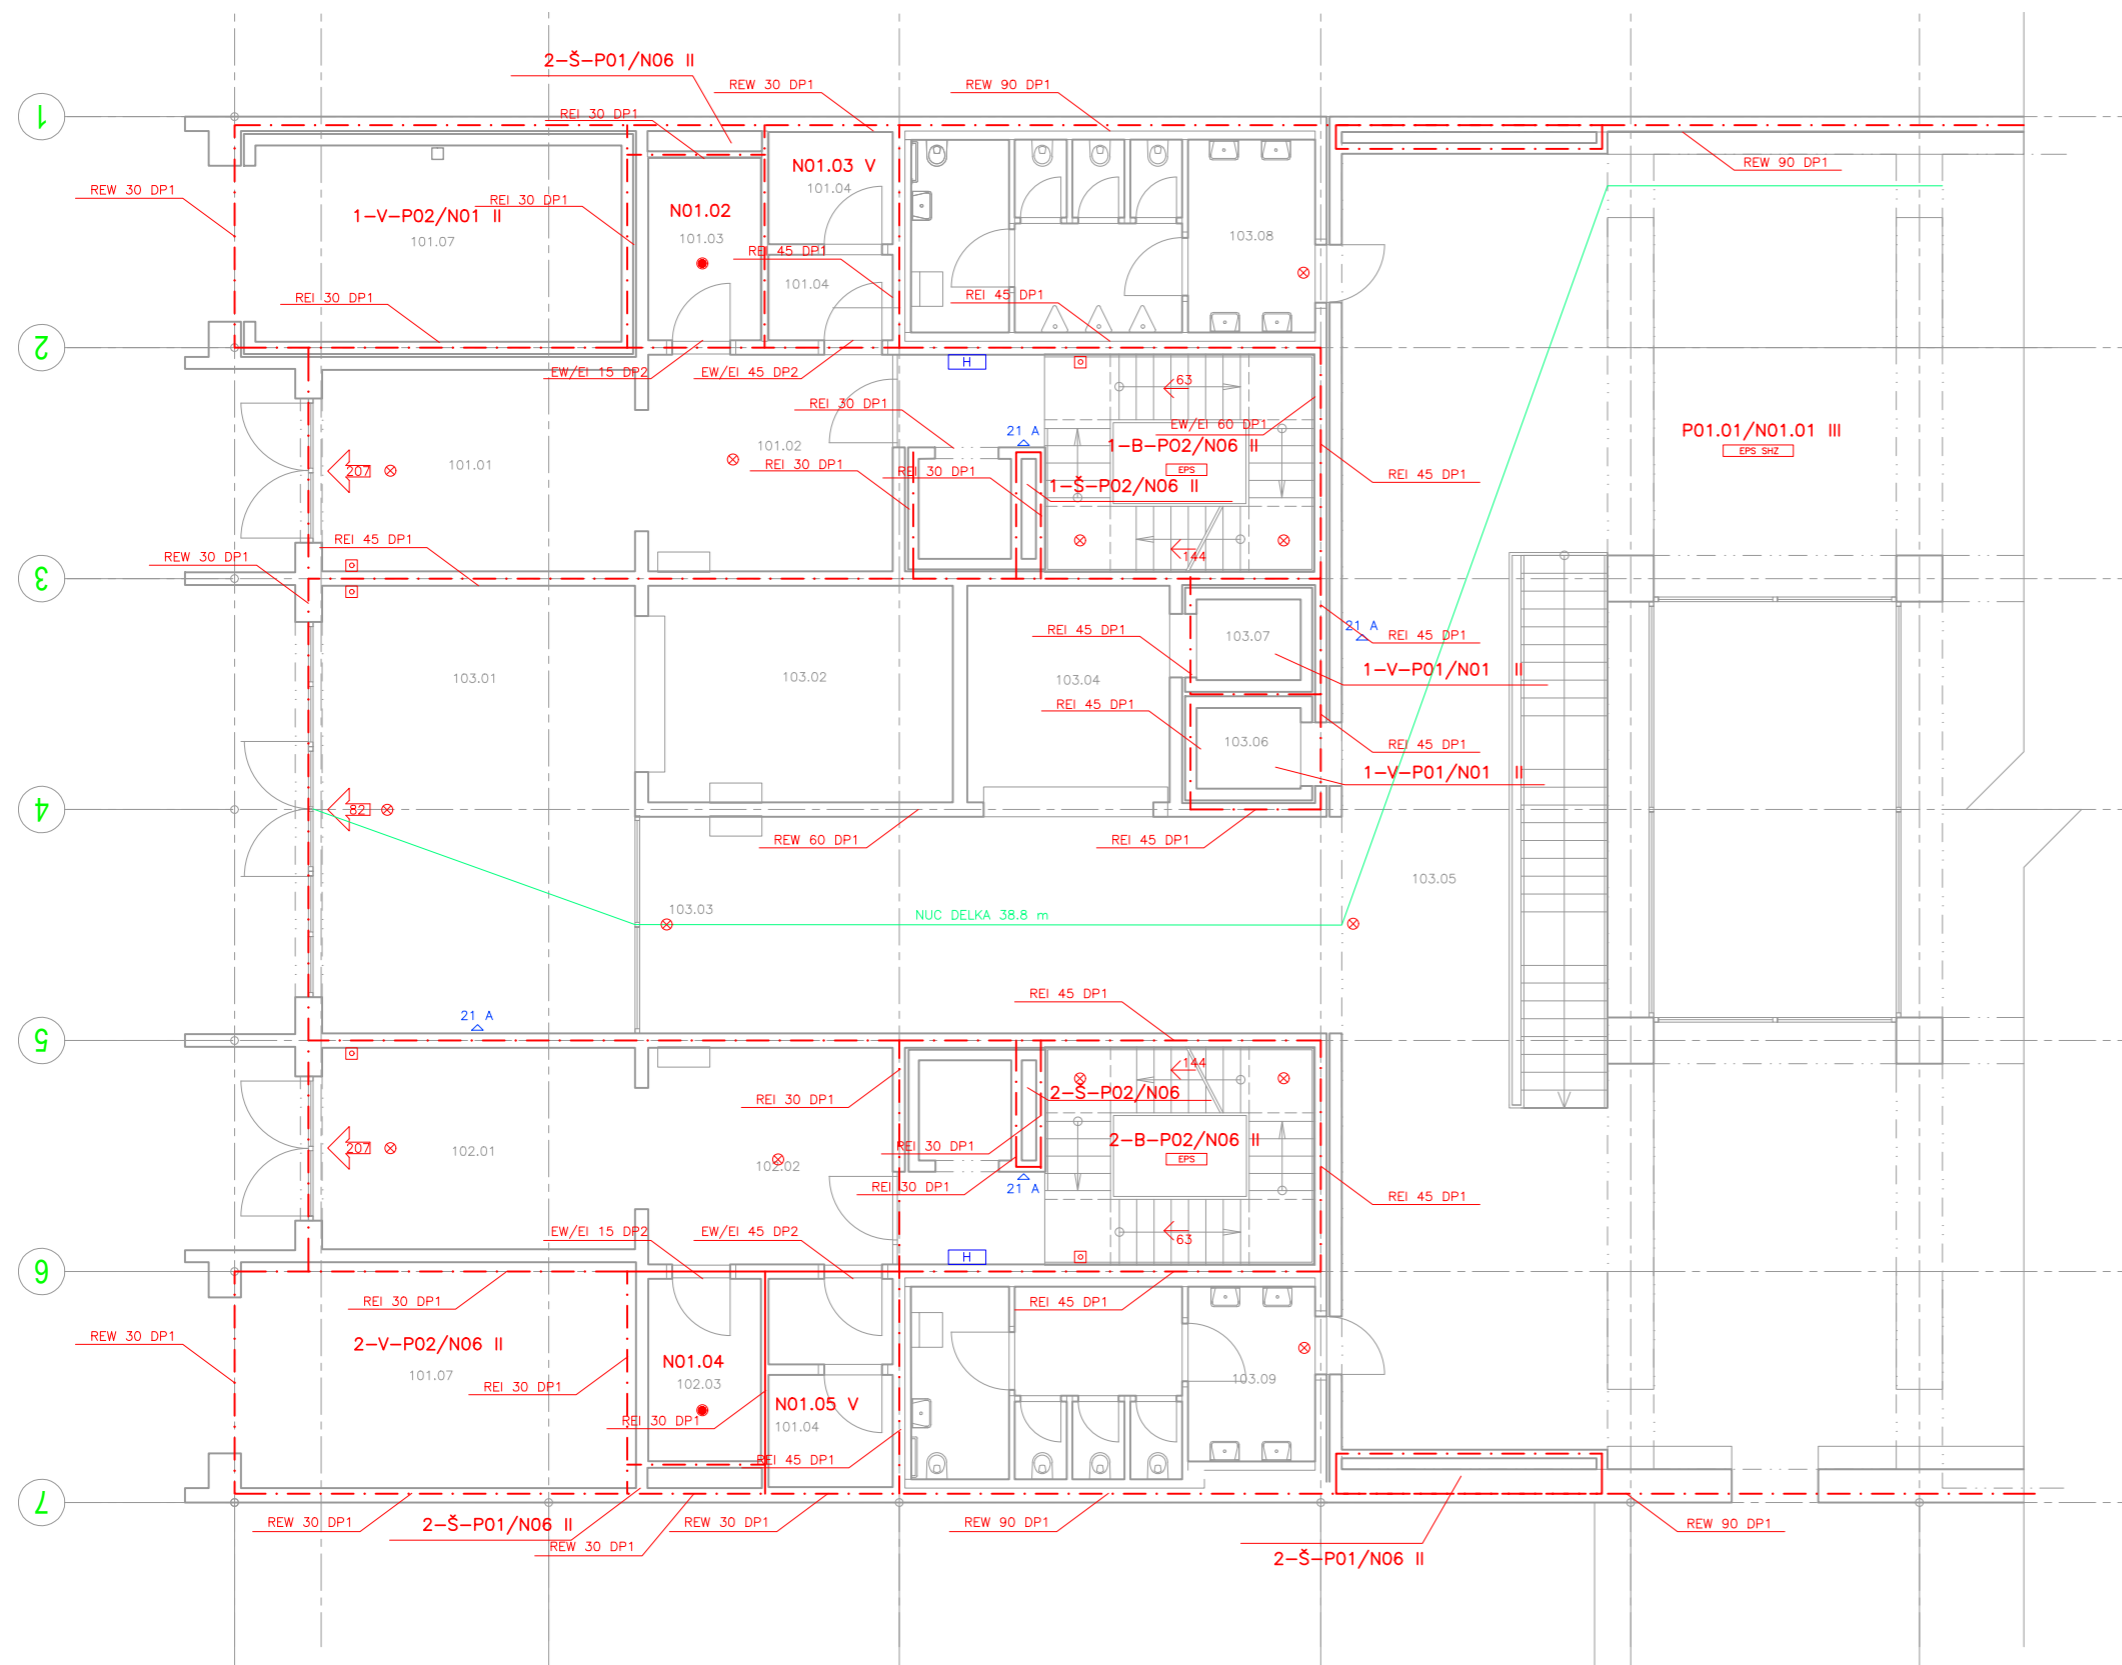 2-Š-P01/N06 II
REW 30 DP1
REW 90 DP1
REI 30 DP1
1
N01.03 V
REW 90 DP1
101.04
REW 30 DP1
REI 30 DP1
1-V-P02/N01 II
N01.02
101.07
101.03
103.08
REI 45 DP1
101.04
REI 30 DP1
REI 45 DP1
2
H
EW/EI 15 DP2
EW/EI 45 DP2
63
REI 30 DP1
EW/EI 60 DP1
21 A
P01.01/N01.01 III
101.02
1-B-P02/N06 II
EPS SHZ
101.01
REI 30 DP1
207
REI 30 DP1
EPS
REI 45 DP1
1-Š-P02/N06 II
REI 45 DP1
REW 30 DP1
144
3
21 A
REI 45 DP1
103.07
REI 45 DP1
103.01
103.02
103.04
1-V-P01/N01 II
REI 45 DP1
103.06
REI 45 DP1
1-V-P01/N01 II
4
82
REW 60 DP1
REI 45 DP1
103.05
103.03
NUC DELKA 38.8 m
REI 45 DP1
21 A
5
144
REI 30 DP1
2-Š-P02/N06
207
102.01
102.02
REI 30 DP1
2-B-P02/N06 II
EPS
REI 30 DP1
21 A
REI 45 DP1
EW/EI 15 DP2
EW/EI 45 DP2
63
H
6
REI 30 DP1
REI 45 DP1
REW 30 DP1
2-V-P02/N06 II
N01.04
101.07
102.03
103.09
REI 30 DP1
N01.05 V
REI 30 DP1
101.04
REI 45 DP1
7
REW 30 DP1
2-Š-P01/N06 II
REW 30 DP1
REW 90 DP1
REW 90 DP1
REW 30 DP1
2-Š-P01/N06 II